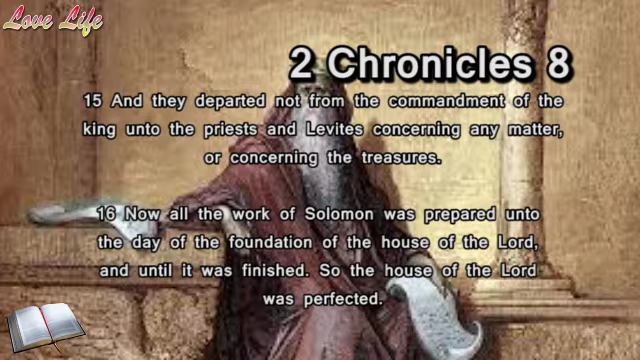 Love Life
2 Chronicles 8
15 And they departed not from the commandment of the
king unto the priests and Levites concerning any matter,
or concerning the treasures.
16 Now all the work of Solomon was prepared unto
the day of the foundation of the house of the Lord,
and until it was finished. So the house of the Lord
was perfected.